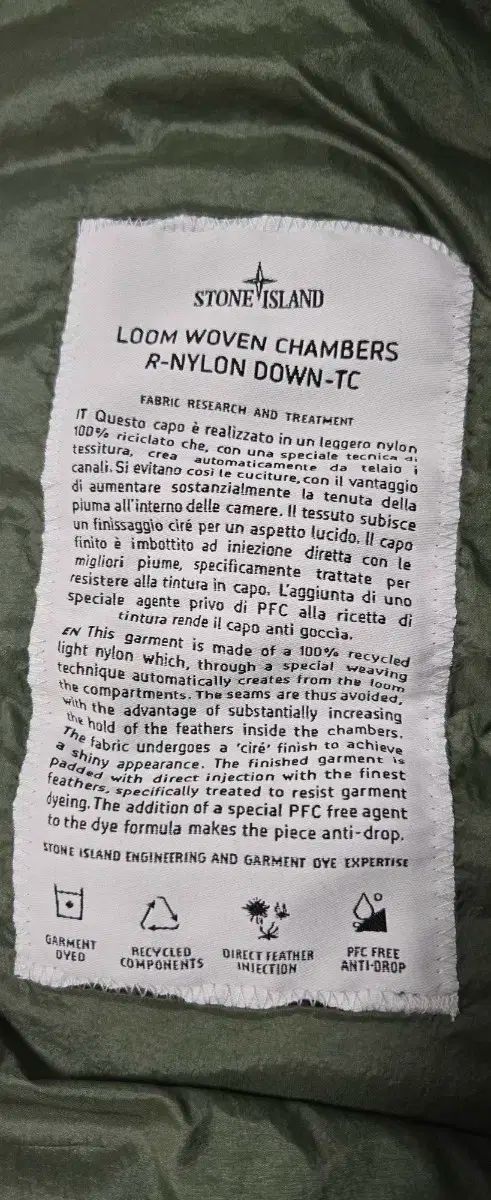 STONE ISLAND
LOOM WOVEN CHAMBERS
R-NYLON DOWN-TC
FABRIC RESEARCH AND TREATMENT
IT Questo capo è realizzato in un leggero nylon
100% riciclato che, con una speciale tecnica di
tessitura, crea automaticamente da telaio i
canali. Si evitano così le cuciture, con il vantaggio
di aumentare sostanzialmente la tenuta della
piuma all'interno delle camere. Il tessuto subisce
un finissaggio ciré per un aspetto lucido. Il capo
finito è imbottito ad iniezione diretta con le
migliori piume, specificamente trattate per
resistere alla tintura in capo. L'aggiunta di uno
speciale agente privo di PFC alla ricetta di
tintura rende il capo anti goccia.
EN This garment is made of a 100% recycled
light nylon which, through a special weaving
technique automatically creates from the loom
the compartments. The seams are thus avoided,
with the advantage of substantially increasing
the hold of the feathers inside the chambers.
The fabric undergoes a 'ciré' finish to achieve
a shiny appearance. The finished garment is
padded with direct injection with the finest
feathers, specifically treated to resist garment
dyeing. The addition of a special PFC free agent
to the dye formula makes the piece anti-drop.
STONE ISLAND ENGINEERING AND GARMENT DYE EXPERTISE
GARMENT
DYED
RECYCLED
COMPONENTS
DIRECT FEATHER
INJECTION
PFC FREE
ANTI-DROP